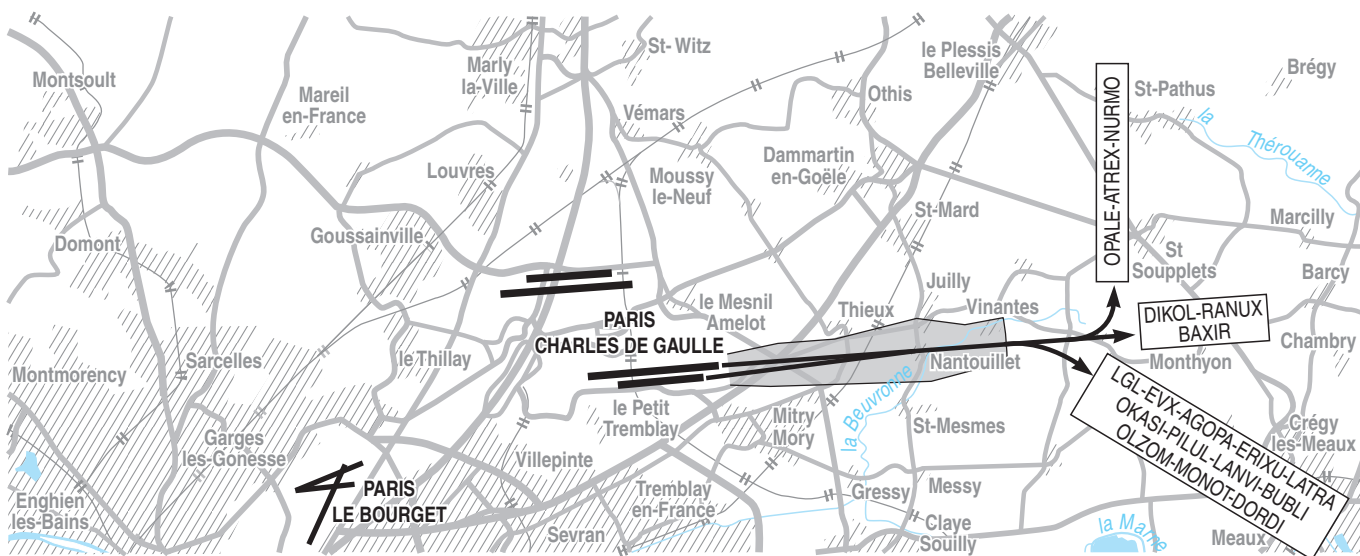 St- Witz
le Plessis
Belleville
Montsoult
Marly
la-Ville
Brégy
St-Pathus
Mareil
en-France
Othis
Vémars
la Thérouanne
Dammartin
en-Goële
Louvres
Moussy
le-Neuf
St-Mard
Marcilly
Domont
Goussainville
OPALE-ATREX-NURMO
St
Soupplets
Barcy
Juilly
le Mesnil
Amelot
Thieux
Vinantes
PARIS
CHARLES DE GAULLE
DIKOL-RANUX
BAXIR
Chambry
Sarcelles
le Thillay
Nantouillet
Monthyon
Montmorency
LGL-EVX-AGOPA-ERIXU-LATRA
OKASI-PILUL-LANVI-BUBLI
OLZOM-MONOT-DORDI
le Petit
Tremblay
Mitry
Mory
la Beuvronne
St-Mesmes
Crégy
les-Meaux
Garges
les-Gonesse
Villepinte
PARIS
LE BOURGET
Tremblay
en-France
Gressy
Messy
Enghien
les-Bains
Sevran
Claye
Souilly
la Marne
Meaux